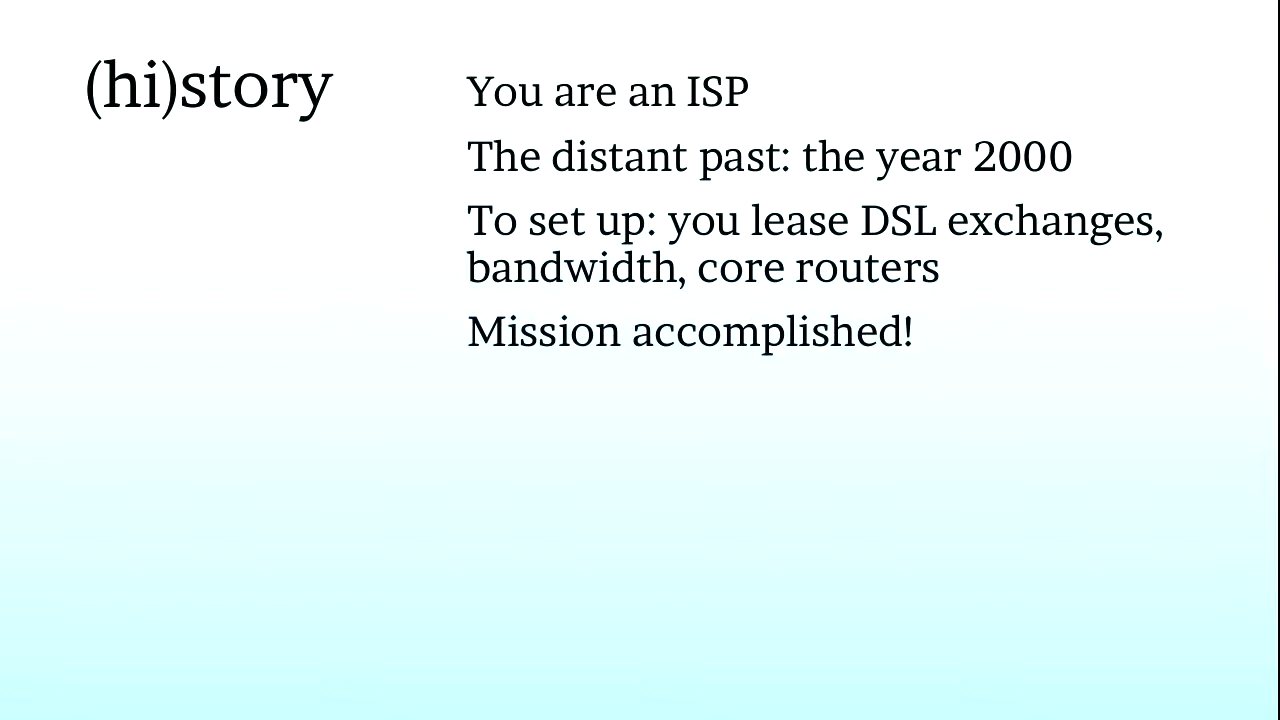 (hi)story
You are an ISP
The distant past: the year 2000
To set up: you lease DSL exchanges,
bandwidth, core routers
Mission accomplished!